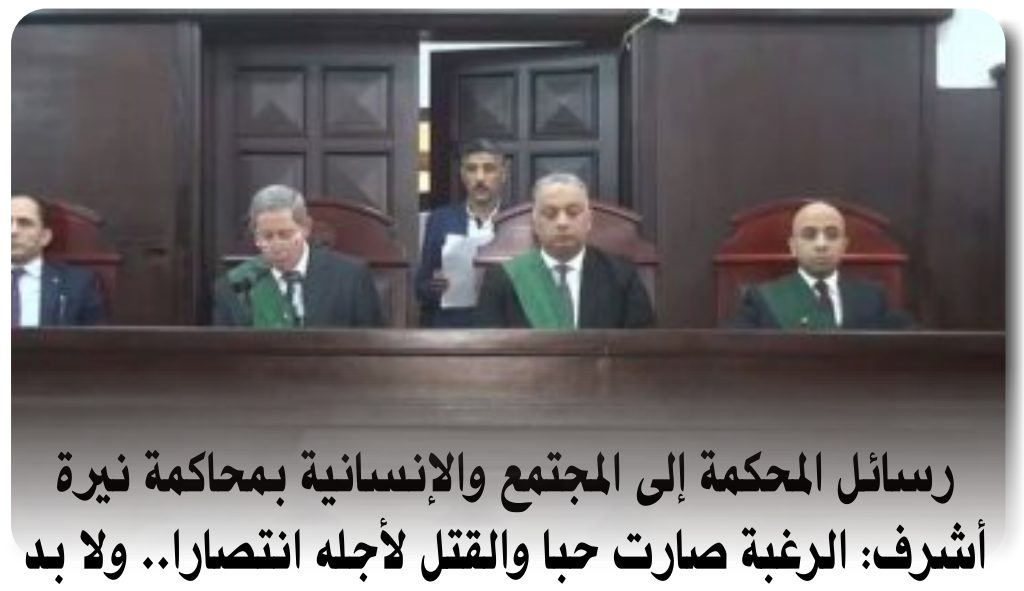 رسائل المحكمة إلى المجتمع والإنسانية بمحاكمة نيرة
أشرف: الرغبة صارت حبا والقتل لأجله انتصارا.. ولا بد